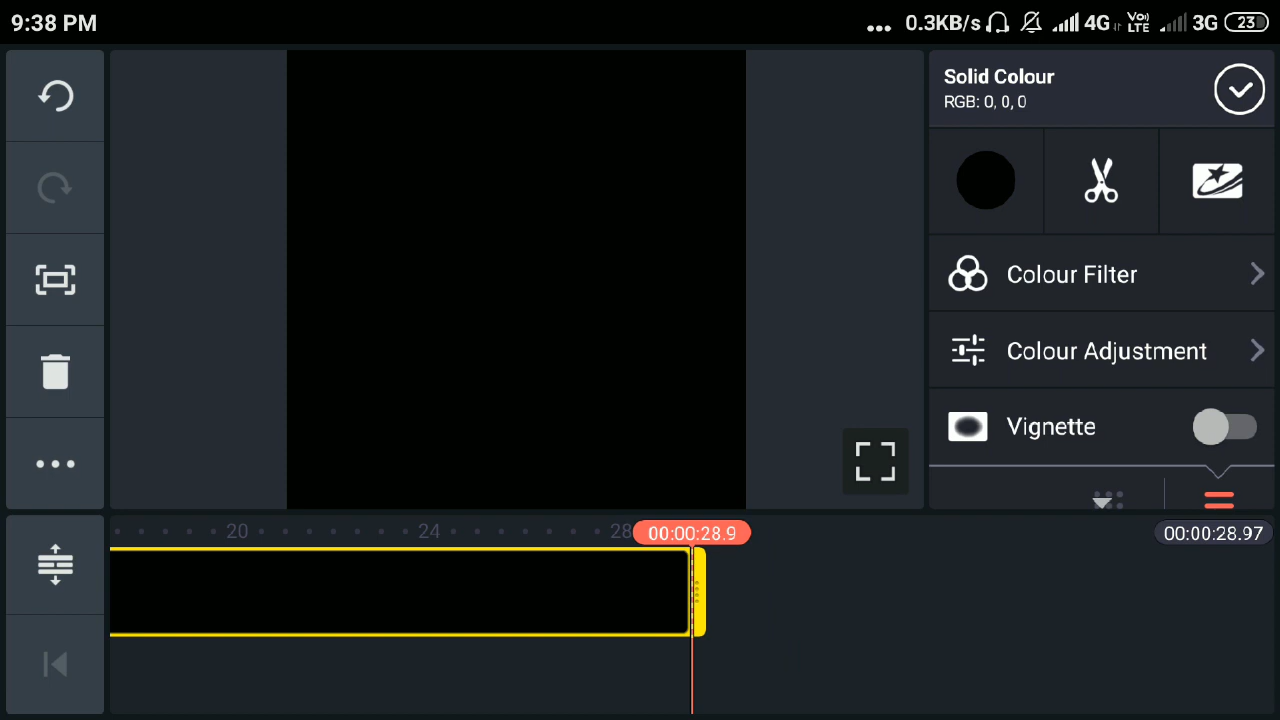 9:38 PM
... 0.3KB/s 4G Vo) LTE 3G 23
Solid Colour
RGB: 0, 0, 0
Colour Filter
Colour Adjustment
Vignette
20 24 28 00:00:28.9 00:00:28.97